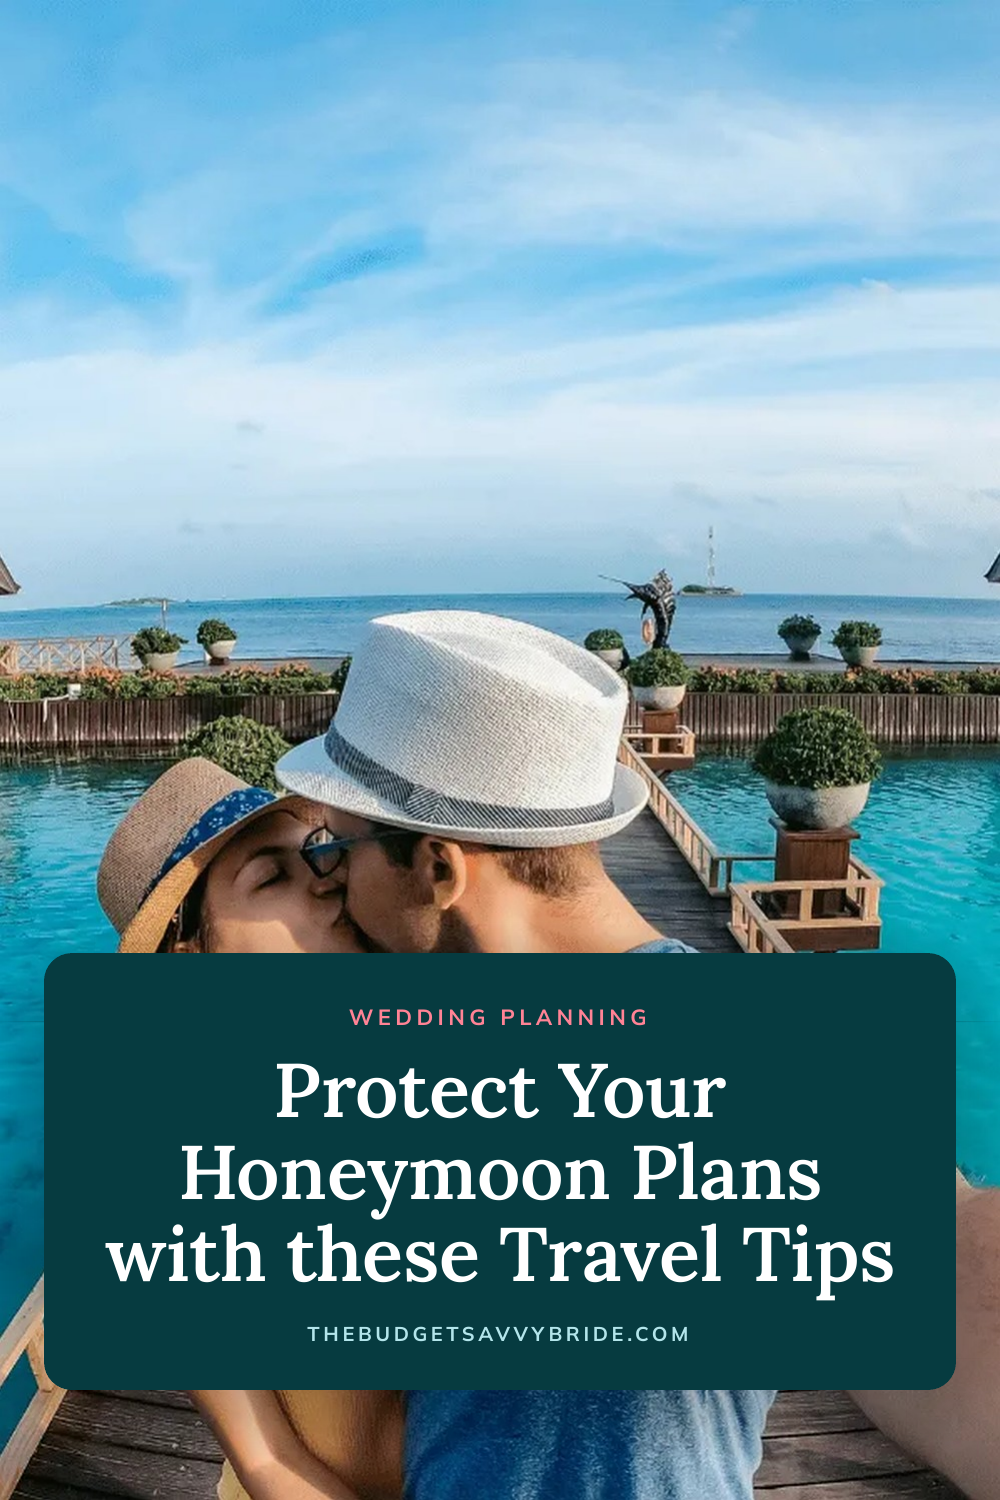 WEDDING PLANNING
Protect Your
Honeymoon Plans
with these Travel Tips
THEBUDGETSAVVYBRIDE.COM